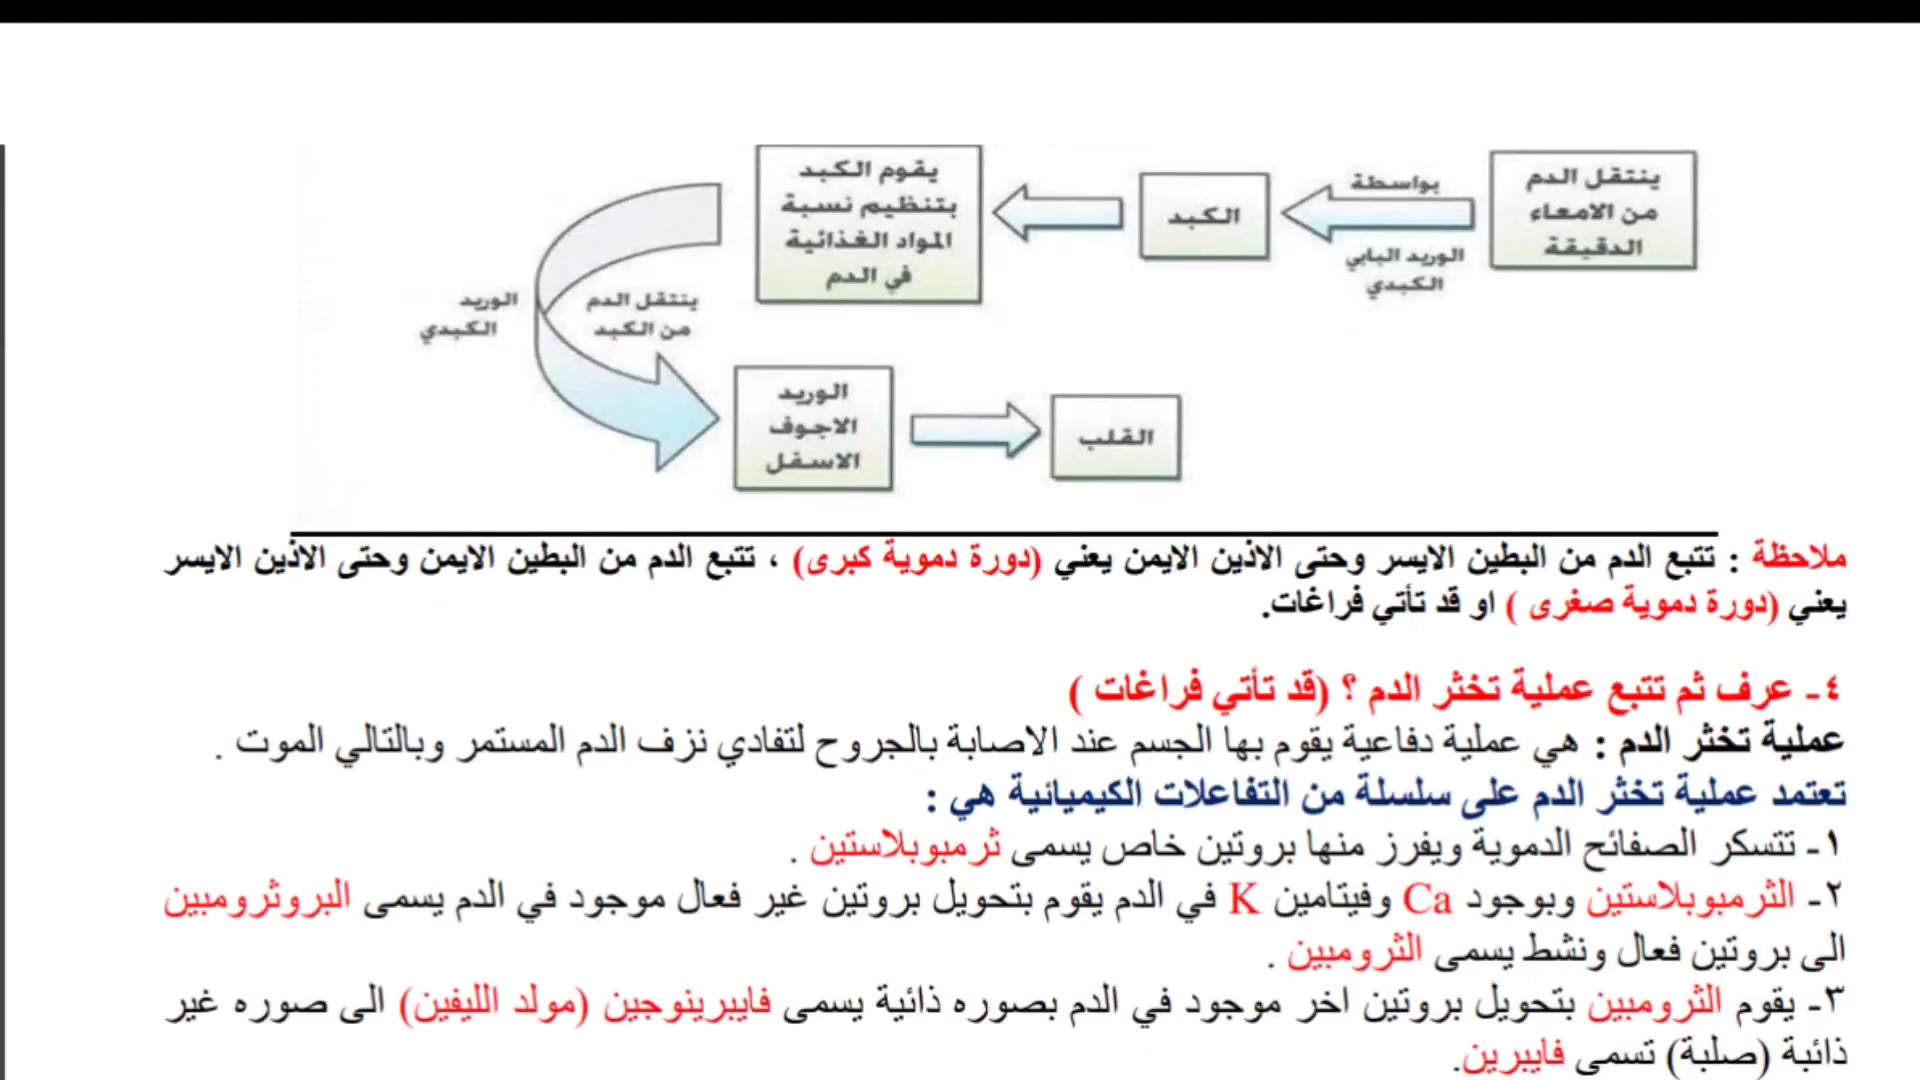 ينتقل الدم
من الامعاء
الدقيقة
بواسطة
الوريد البابي
الكبدي
الكبد
يقوم الكبد
بتنظيم نسبة
المواد الغذائية
في الدم
ينتقل الدم
من الكبد
الوريد
الكبدي
الوريد
الاجوف
الاسفل
القلب
ملاحظة : تتبع الدم من البطين الايسر وحتى الاذين الايمن يعني (دورة دموية كبرى) ، تتبع الدم من البطين الايمن وحتى الاذين الايسر
يعني (دورة دموية صغرى ) او قد تأتي فراغات.
٤- عرف ثم تتبع عملية تخثر الدم ؟ (قد تأتي فراغات )
عملية تخثر الدم : هي عملية دفاعية يقوم بها الجسم عند الاصابة بالجروح لتفادي نزف الدم المستمر وبالتالي الموت .
تعتمد عملية تخثر الدم على سلسلة من التفاعلات الكيميائية هي :
١- تتسكر الصفائح الدموية ويفرز منها بروتين خاص يسمى ثرمبوبلاستين .
٢- الثرمبوبلاستين وبوجود Ca وفيتامين K في الدم يقوم بتحويل بروتين غير فعال موجود في الدم يسمى البروثرومبين
الى بروتين فعال ونشط يسمى الثرومبين .
٣- يقوم الثرومبين بتحويل بروتين اخر موجود في الدم بصوره ذائية يسمى فايبرينوجين (مولد الليفين) الى صوره غير
ذائبة (صلبة) تسمى فايبرين.